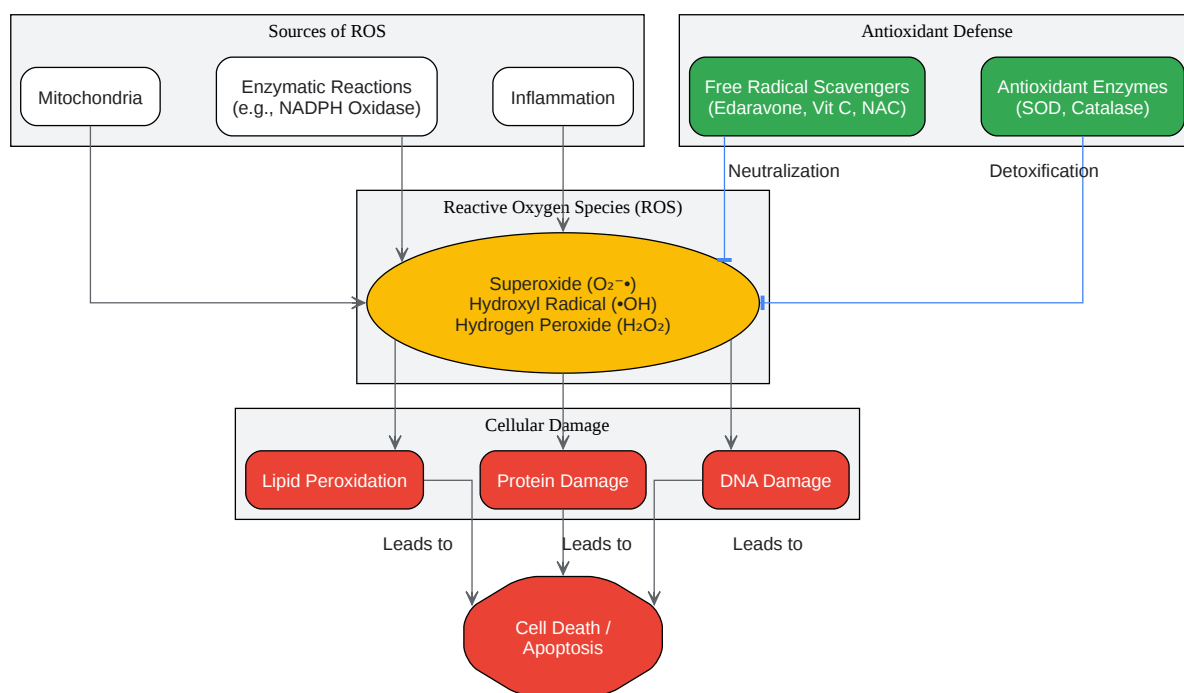 Sources of ROS
Mitochondria
Enzymatic Reactions
(e.g., NADPH Oxidase)
Inflammation
Antioxidant Defense
Free Radical Scavengers
(Edaravone, Vit C, NAC)
Antioxidant Enzymes
(SOD, Catalase)
Neutralization
Detoxification
Reactive Oxygen Species (ROS)
Superoxide (O₂⁻•)
Hydroxyl Radical (•OH)
Hydrogen Peroxide (H₂O₂)
Cellular Damage
Lipid Peroxidation
Protein Damage
DNA Damage
Leads to
Leads to
Leads to
Cell Death /
Apoptosis